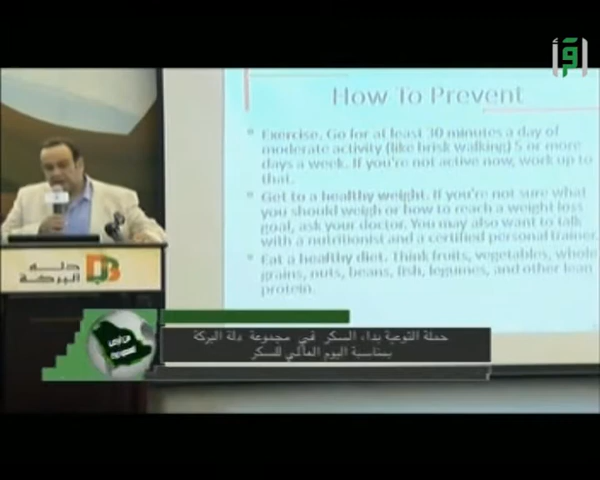 اقرأ
How To Prevent
Exercise. Go for at least 30 minutes a day of
moderate activity (like brisk walking) 5 or more
days a week. If you're not active now, work up to
that.
Get to a healthy weight. If you're not sure what
you should weigh or how to reach a weight loss
goal, ask your doctor. You may also want to talk
with a nutritionist and a certified personal trainer.
Eat a healthy diet. Think fruits, vegetables, whole
grains, nuts, beans, fish, legumes, and other lean
protein.
دلة
البركة
DB
حملة التوعية بداء السكر في مجموعة دلة البركة
بمناسبة اليوم العالمي للسكر